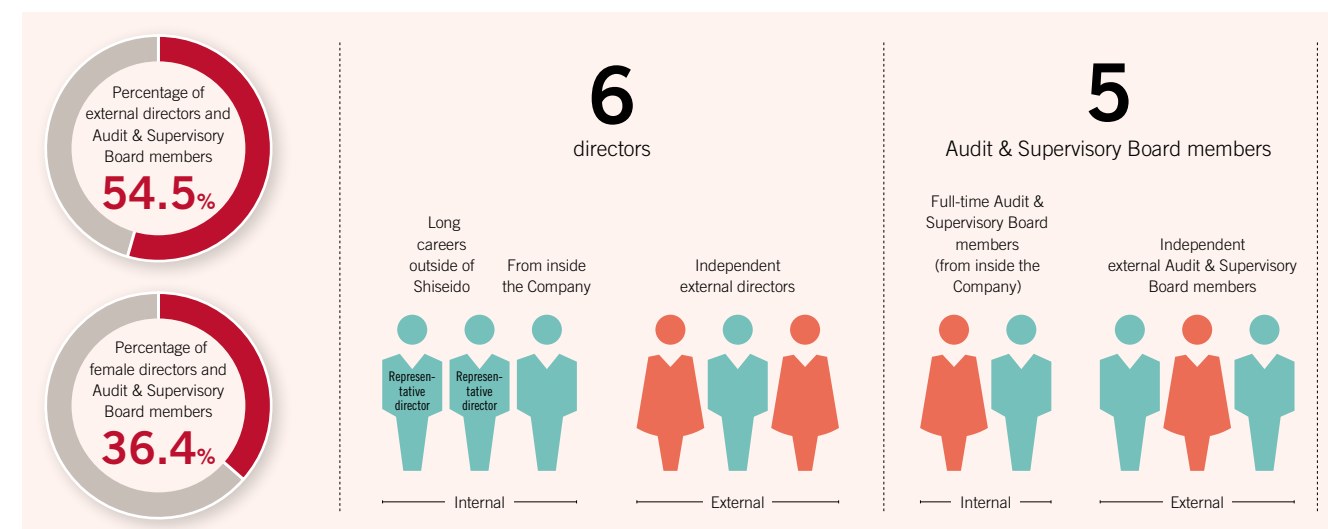 Percentage of
external directors and
Audit & Supervisory
Board members
54.5%
Percentage of
female directors and
Audit & Supervisory
Board members
36.4%
6
directors
Long
careers
outside of
Shiseido
From inside
the Company
Independent
external directors
Represen-
tative
director
Represen-
tative
director
Internal
External
5
Audit & Supervisory Board members
Full-time Audit &
Supervisory Board
members
(from inside the
Company)
Independent
external Audit & Supervisory
Board members
Internal
External